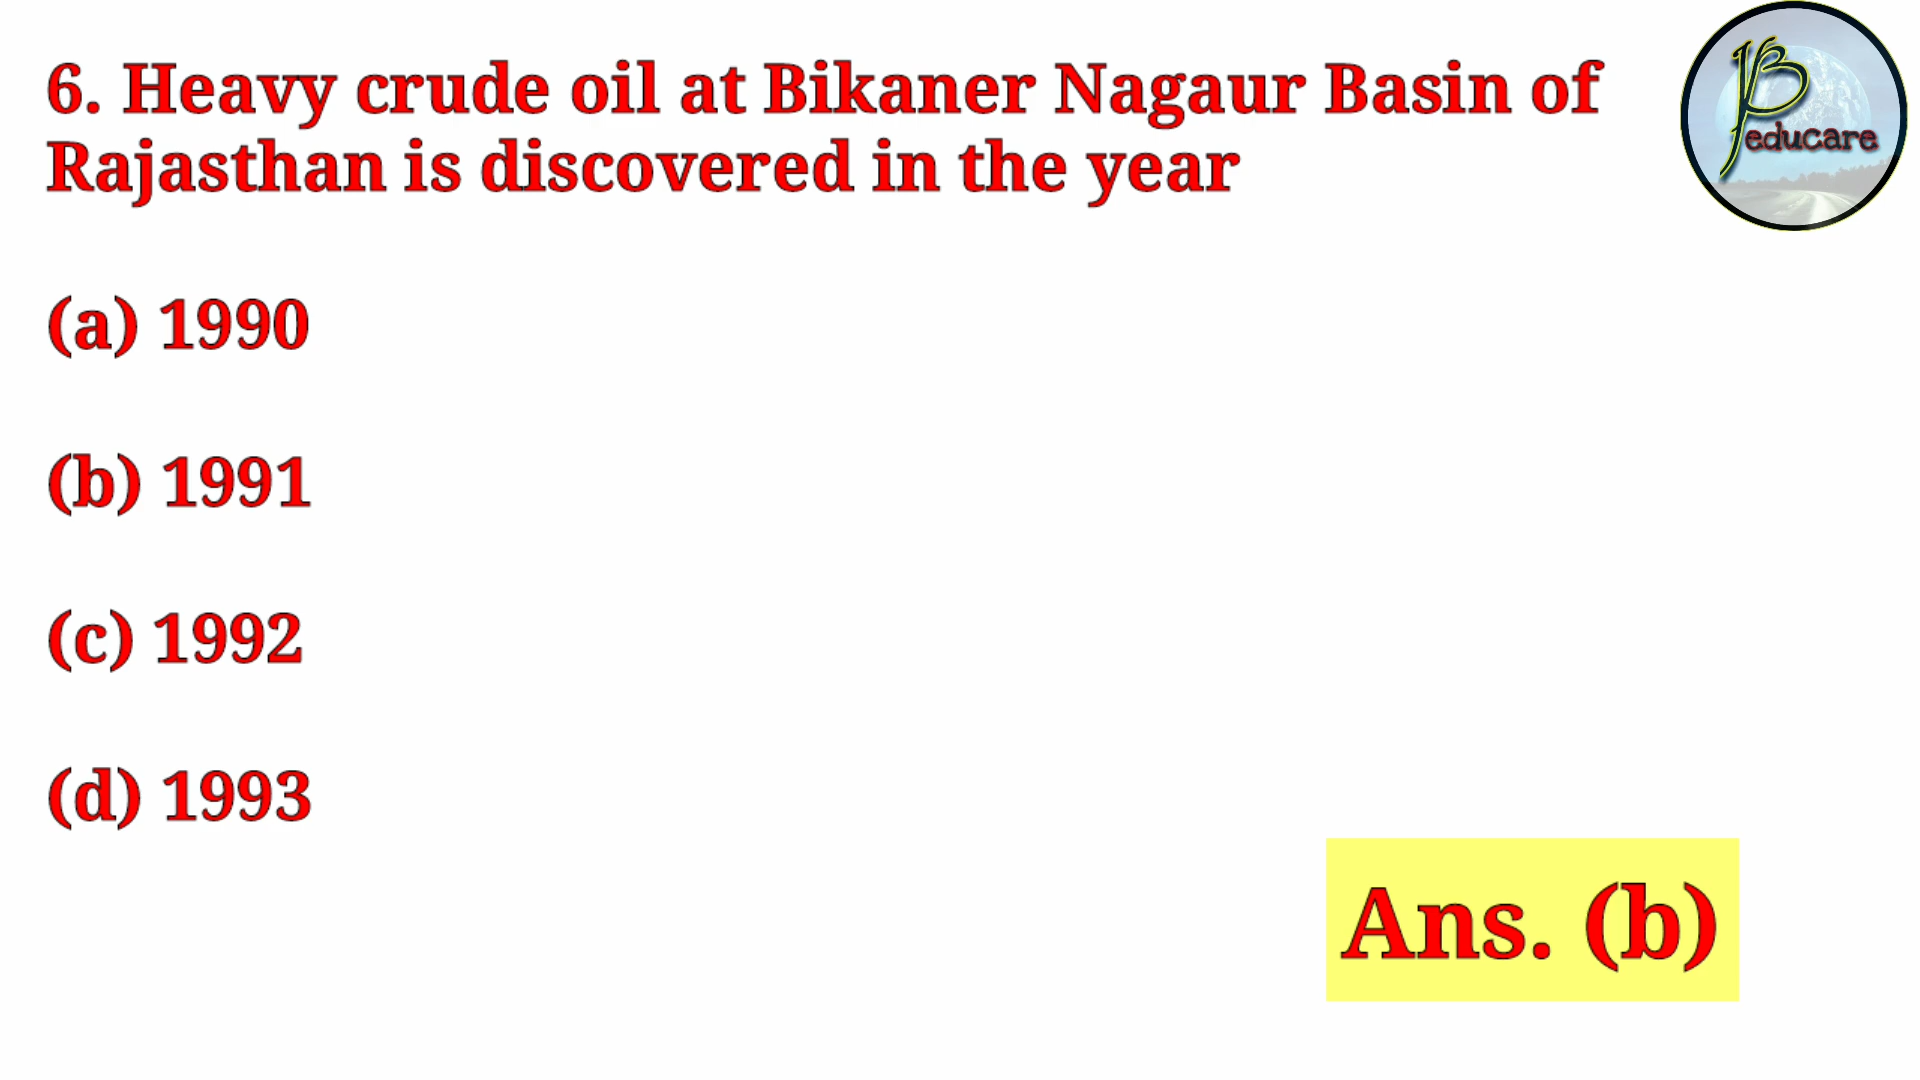 6. Heavy crude oil at Bikaner Nagaur Basin of
Rajasthan is discovered in the year
(a) 1990
(b) 1991
(c) 1992
(d) 1993
Ans. (b)
educare